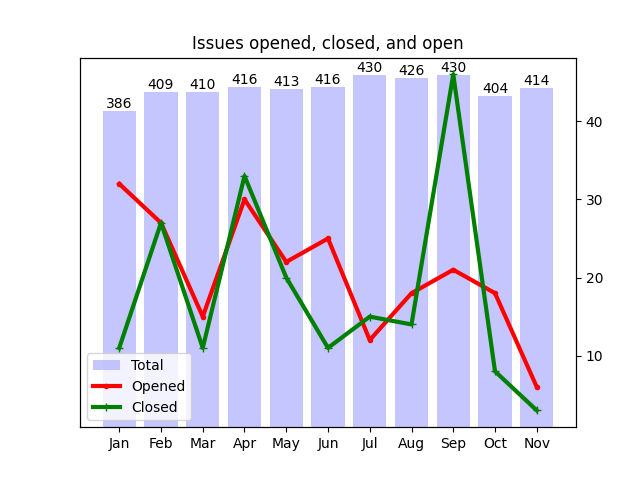 Issues opened, closed, and open
386 409 410 416 413 416 430 426 430 404 414
40
30
20
10
Total
Opened
Closed
Jan Feb Mar Apr May Jun Jul Aug Sep Oct Nov